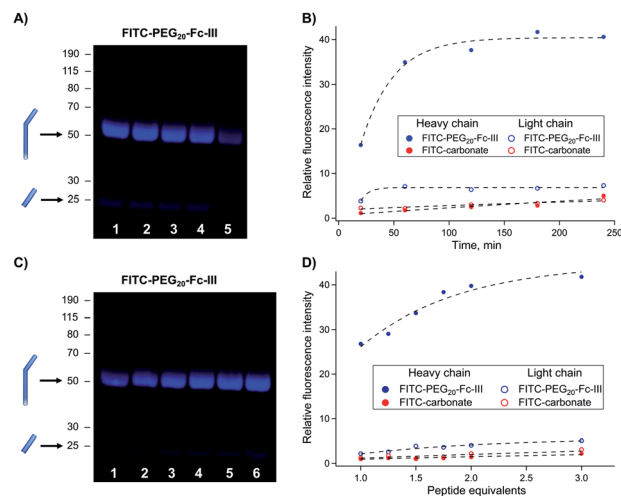 A)
FITC-PEG20-Fc-III
190 –
115 –
80 –
70 –
50 –
30 –
25 –
1 2 3 4 5
B)
Relative fluorescence intensity
40
30
20
10
0
Heavy chain Light chain
FITC-PEG20-Fc-III FITC-PEG20-Fc-III
FITC-carbonate FITC-carbonate
0 50 100 150 200 250
Time, min
C)
FITC-PEG20-Fc-III
190 –
115 –
80 –
70 –
50 –
30 –
25 –
1 2 3 4 5 6
D)
Relative fluorescence intensity
40
30
20
10
0
Heavy chain Light chain
FITC-PEG20-Fc-III FITC-PEG20-Fc-III
FITC-carbonate FITC-carbonate
1.0 1.5 2.0 2.5 3.0
Peptide equivalents